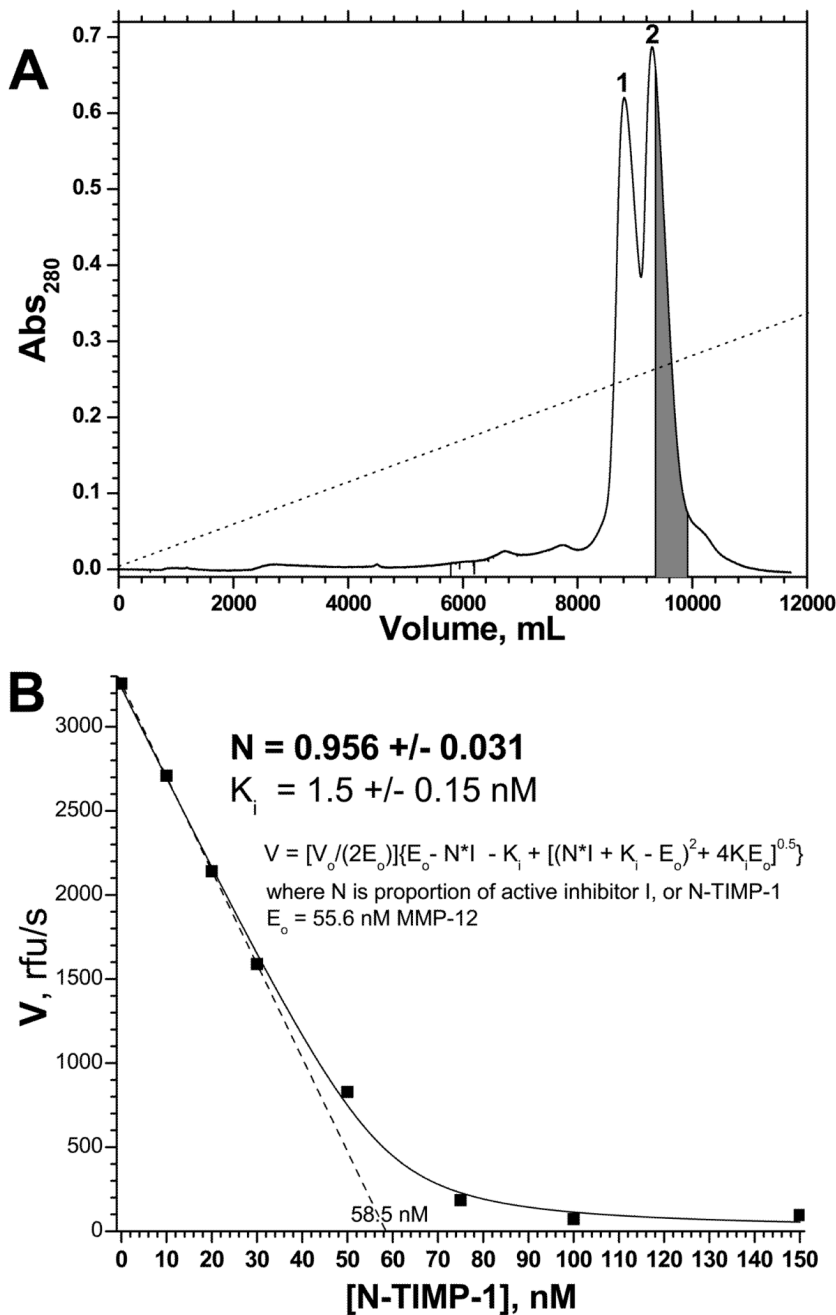 A
0.7
0.6
0.5
0.4
0.3
0.2
0.1
0.0
Abs280
1
2
0 2000 4000 6000 8000 10000 12000
Volume, mL
B
3000
2500
2000
1500
1000
500
0
V, rfu/s
N = 0.956 +/- 0.031
Ki = 1.5 +/- 0.15 nM
V = [Vo/(2Eo)]{Eo- N*I - Ki + [(N*I + Ki - Eo)2+ 4KiEo]0.5}
where N is proportion of active inhibitor I, or N-TIMP-1
Eo = 55.6 nM MMP-12
58.5 nM
0 10 20 30 40 50 60 70 80 90 100 110 120 130 140 150
[N-TIMP-1], nM